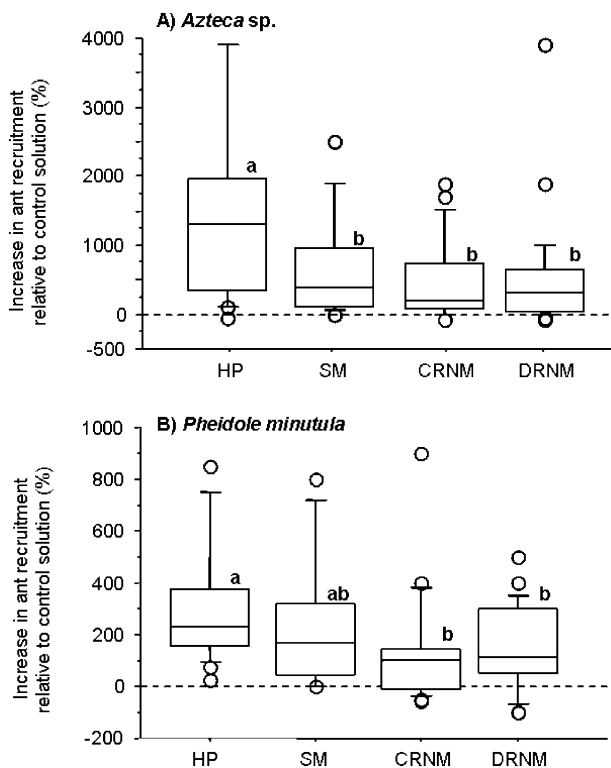 A) Azteca sp.
Increase in ant recruitment
relative to control solution (%)
4000
3000
2000
1000
0
-500
a
b
b
b
HP SM CRNM DRNM
B) Pheidole minutula
Increase in ant recruitment
relative to control solution (%)
1000
800
600
400
200
0
-200
a
ab
b
b
HP SM CRNM DRNM